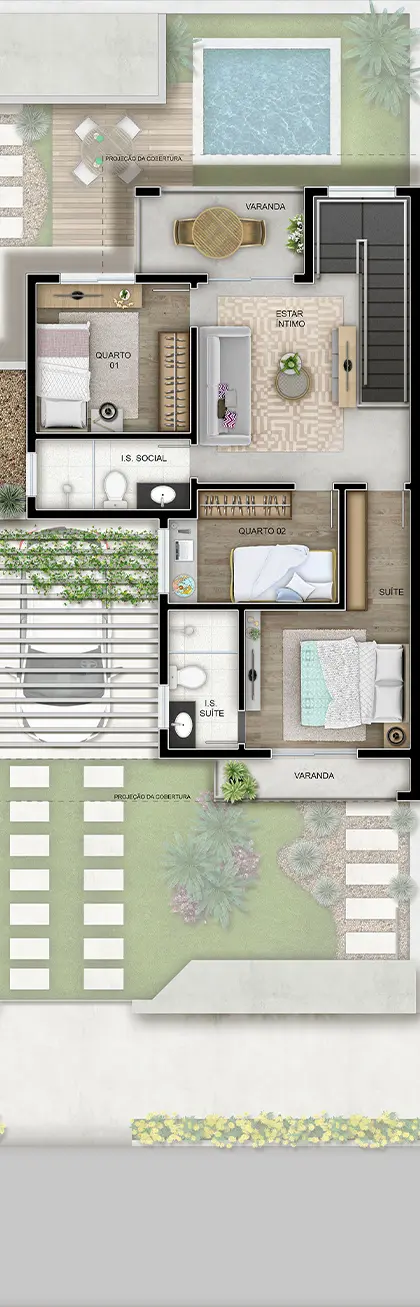 PROJEÇÃO DA COBERTURA
VARANDA
ESTAR
ÍNTIMO
QUARTO
01
I.S. SOCIAL
QUARTO 02
SUÍTE
I.S.
SUÍTE
VARANDA
PROJEÇÃO DA COBERTURA